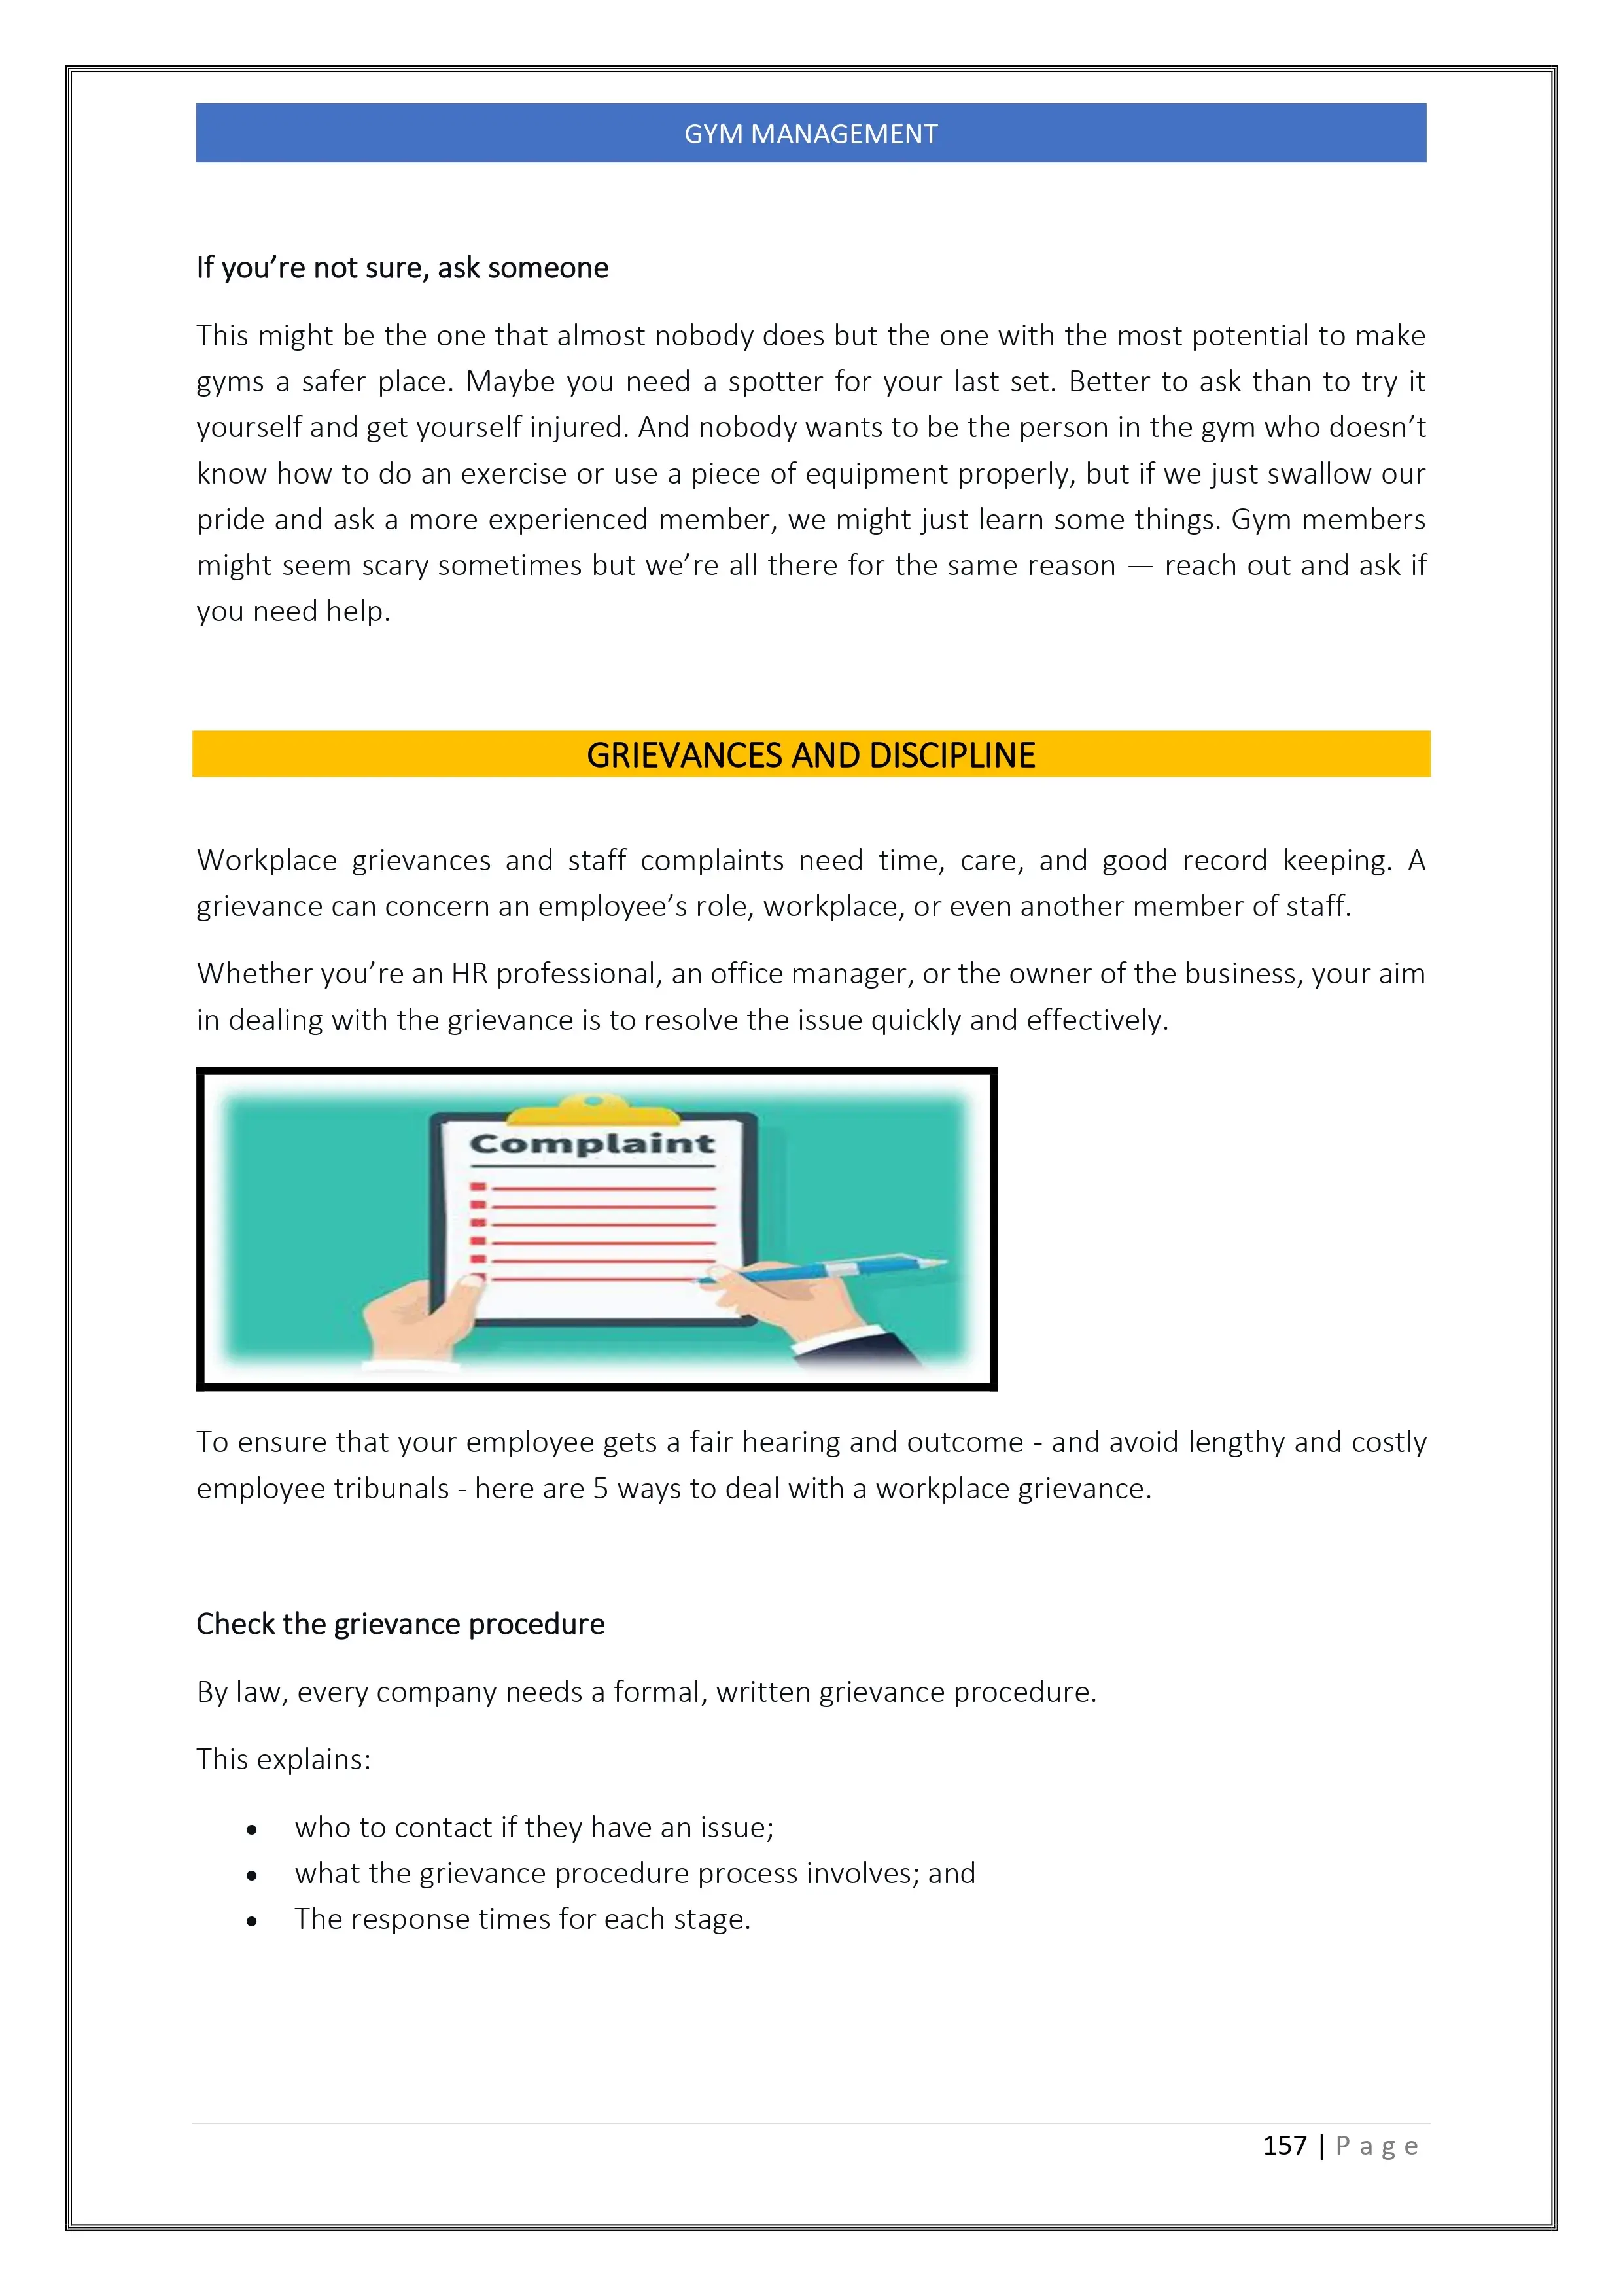 GYM MANAGEMENT
If you’re not sure, ask someone
This might be the one that almost nobody does but the one with the most potential to make
gyms a safer place. Maybe you need a spotter for your last set. Better to ask than to try it
yourself and get yourself injured. And nobody wants to be the person in the gym who doesn’t
know how to do an exercise or use a piece of equipment properly, but if we just swallow our
pride and ask a more experienced member, we might just learn some things. Gym members
might seem scary sometimes but we’re all there for the same reason — reach out and ask if
you need help.
GRIEVANCES AND DISCIPLINE
Workplace grievances and staff complaints need time, care, and good record keeping. A
grievance can concern an employee’s role, workplace, or even another member of staff.
Whether you’re an HR professional, an office manager, or the owner of the business, your aim
in dealing with the grievance is to resolve the issue quickly and effectively.
Complaint
To ensure that your employee gets a fair hearing and outcome - and avoid lengthy and costly
employee tribunals - here are 5 ways to deal with a workplace grievance.
Check the grievance procedure
By law, every company needs a formal, written grievance procedure.
This explains:
• who to contact if they have an issue;
• what the grievance procedure process involves; and
• The response times for each stage.
157 | P a g e